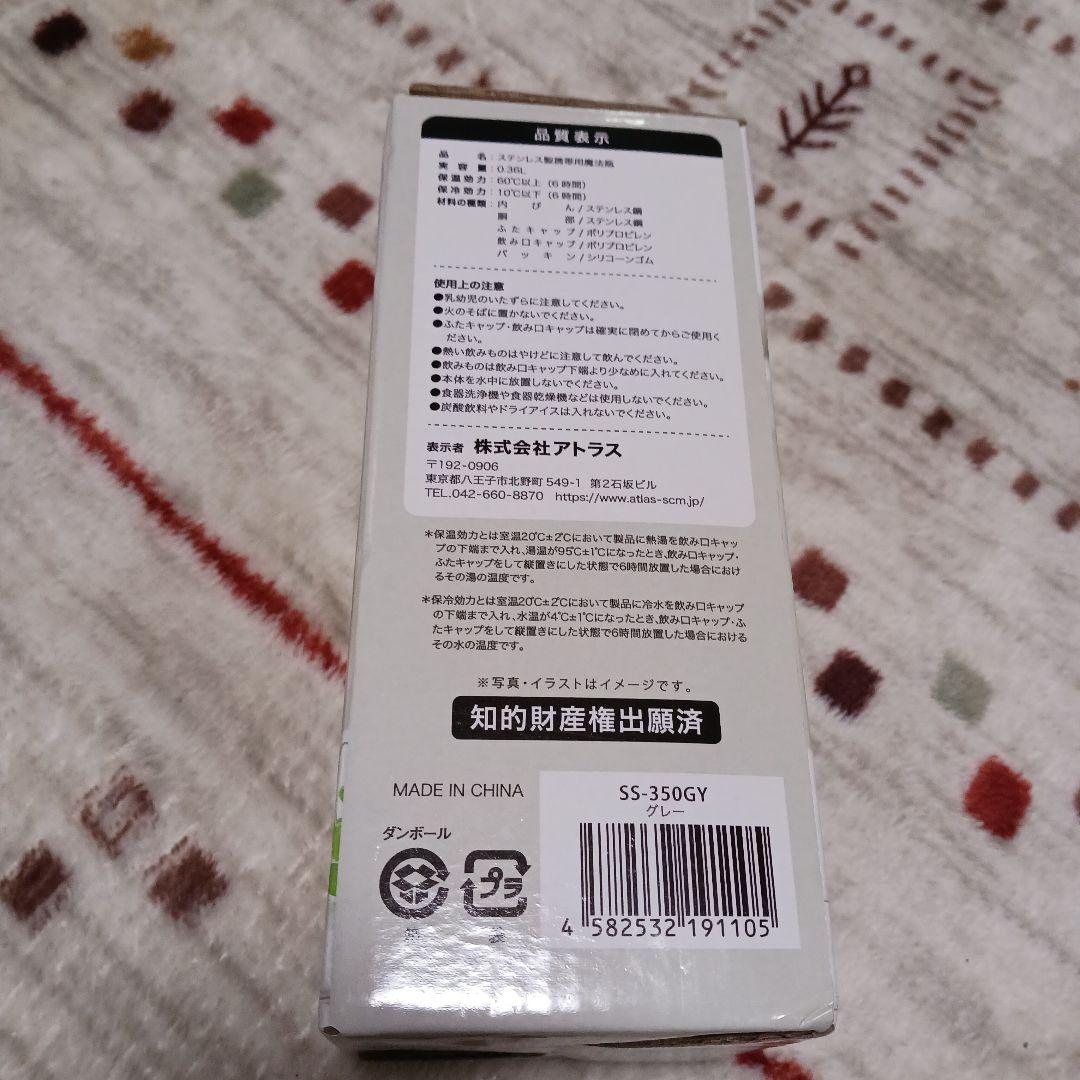 品質表示
品名：ステンレス製携帯用魔法瓶
実容量：0.36L
保温効力：60℃以上（6時間）
保冷効力：10℃以下（6時間）
材料の種類：内びん/ステンレス鋼
胴部/ステンレス鋼
ふたキャップ/ポリプロピレン
飲み口キャップ/ポリプロピレン
パッキン/シリコーンゴム
使用上の注意
●乳幼児のいたずらに注意してください。
●火のそばに置かないでください。
●ふたキャップ・飲み口キャップは確実に閉めてからご使用く
ださい。
●熱い飲みものはやけどに注意して飲んでください。
●飲みものは飲み口キャップ下端より少なめに入れてください。
●本体を水中に放置しないでください。
●食器洗浄機や食器乾燥機などは使用しないでください。
●炭酸飲料やドライアイスは入れないでください。
表示者 株式会社アトラス
〒192-0906
東京都八王子市北野町549-1 第2石坂ビル
TEL.042-660-8870 https://www.atlas-scm.jp/
＊保温効力とは室温20℃±2℃において製品に熱湯を飲み口キャッ
プの下端まで入れ、湯温が95℃±1℃になったとき、飲み口キャップ・
ふたキャップをして縦置きにした状態で6時間放置した場合におけ
るその湯の温度です。
＊保冷効力とは室温20℃±2℃において製品に冷水を飲み口キャップ
の下端まで入れ、水温が4℃±1℃になったとき、飲み口キャップ・ふ
たキャップをして縦置きにした状態で6時間放置した場合における
その水の温度です。
※写真・イラストはイメージです。
知的財産権出願済
MADE IN CHINA
SS-350GY
グレー
ダンボール
プラ
箱 袋
4 582532 191105